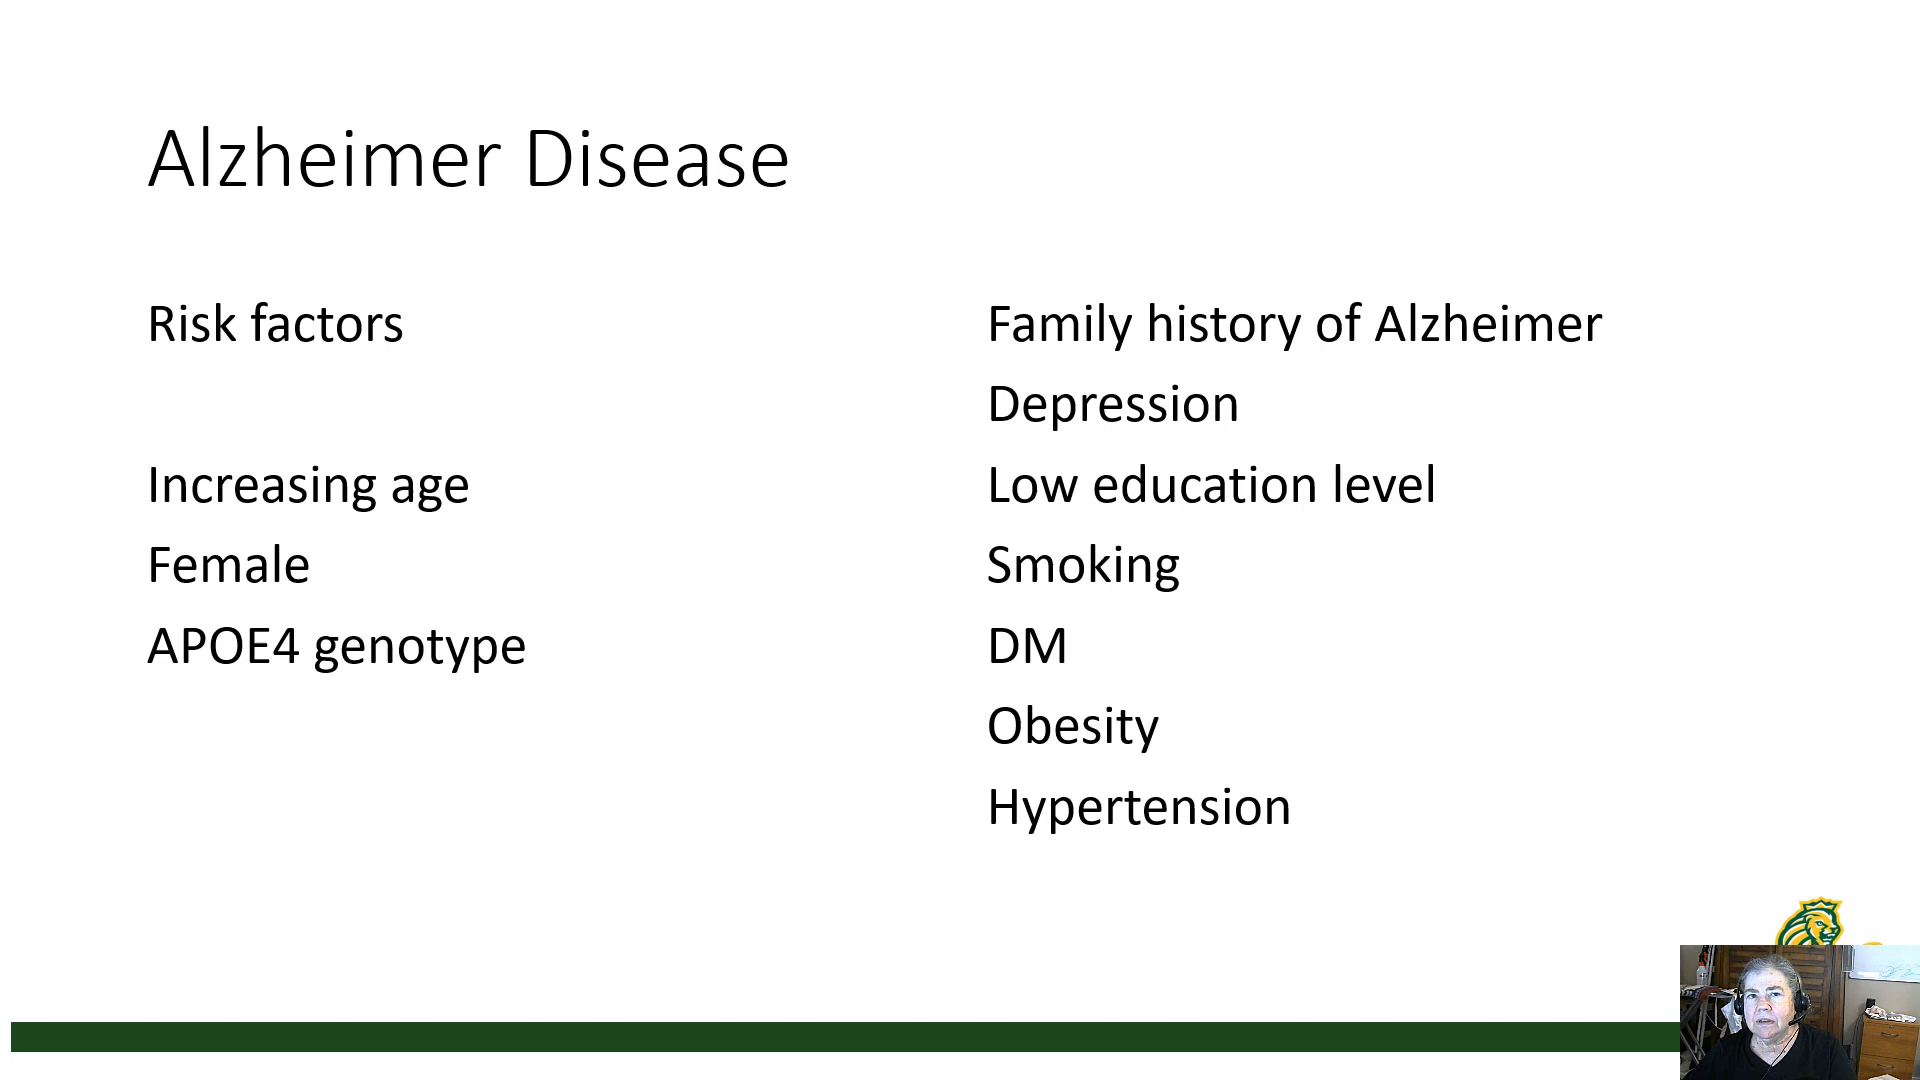 Alzheimer Disease
Risk factors
Increasing age
Female
APOE4 genotype
Family history of Alzheimer
Depression
Low education level
Smoking
DM
Obesity
Hypertension